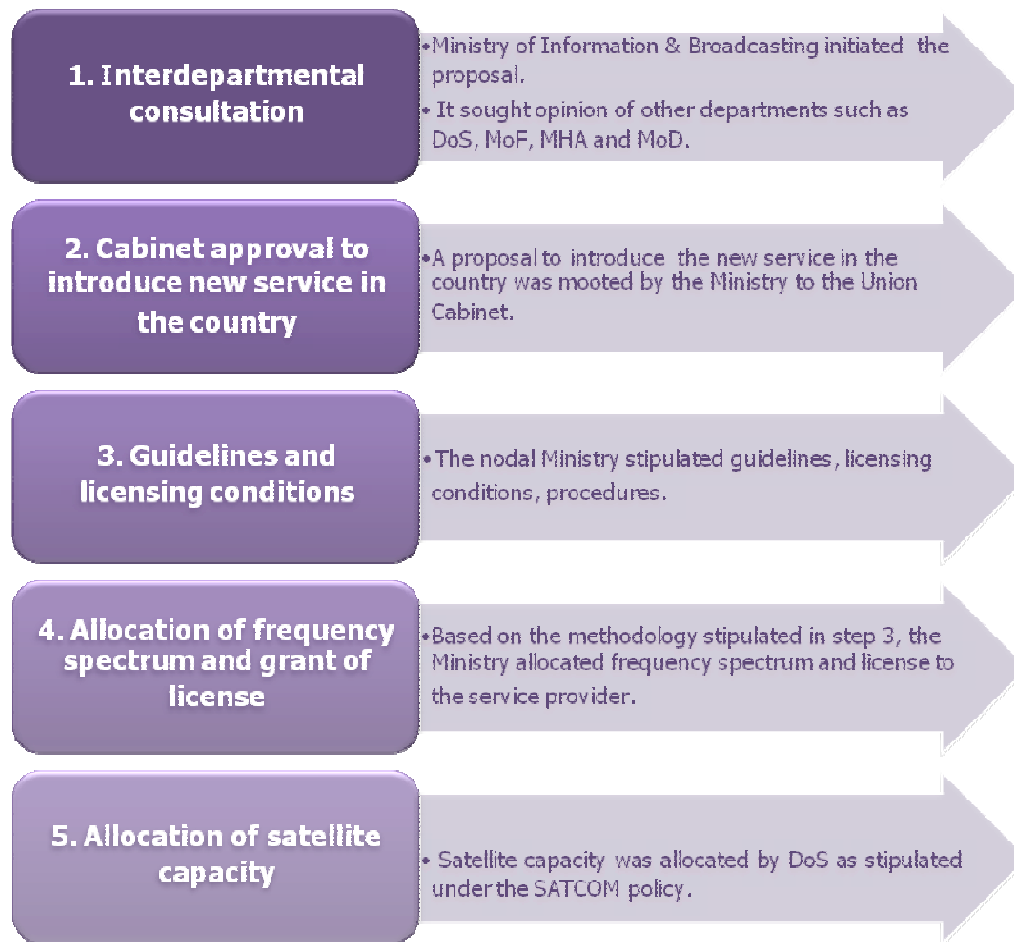 1. Interdepartmental
consultation
•Ministry of Information & Broadcasting initiated the
proposal.
• It sought opinion of other departments such as
DoS, MoF, MHA and MoD.
2. Cabinet approval to
introduce new service in
the country
•A proposal to introduce the new service in the
country was mooted by the Ministry to the Union
Cabinet.
3. Guidelines and
licensing conditions
•The nodal Ministry stipulated guidelines, licensing
conditions, procedures.
4. Allocation of frequency
spectrum and grant of
license
•Based on the methodology stipulated in step 3, the
Ministry allocated frequency spectrum and license to
the service provider.
5. Allocation of satellite
capacity
• Satellite capacity was allocated by DoS as stipulated
under the SATCOM policy.